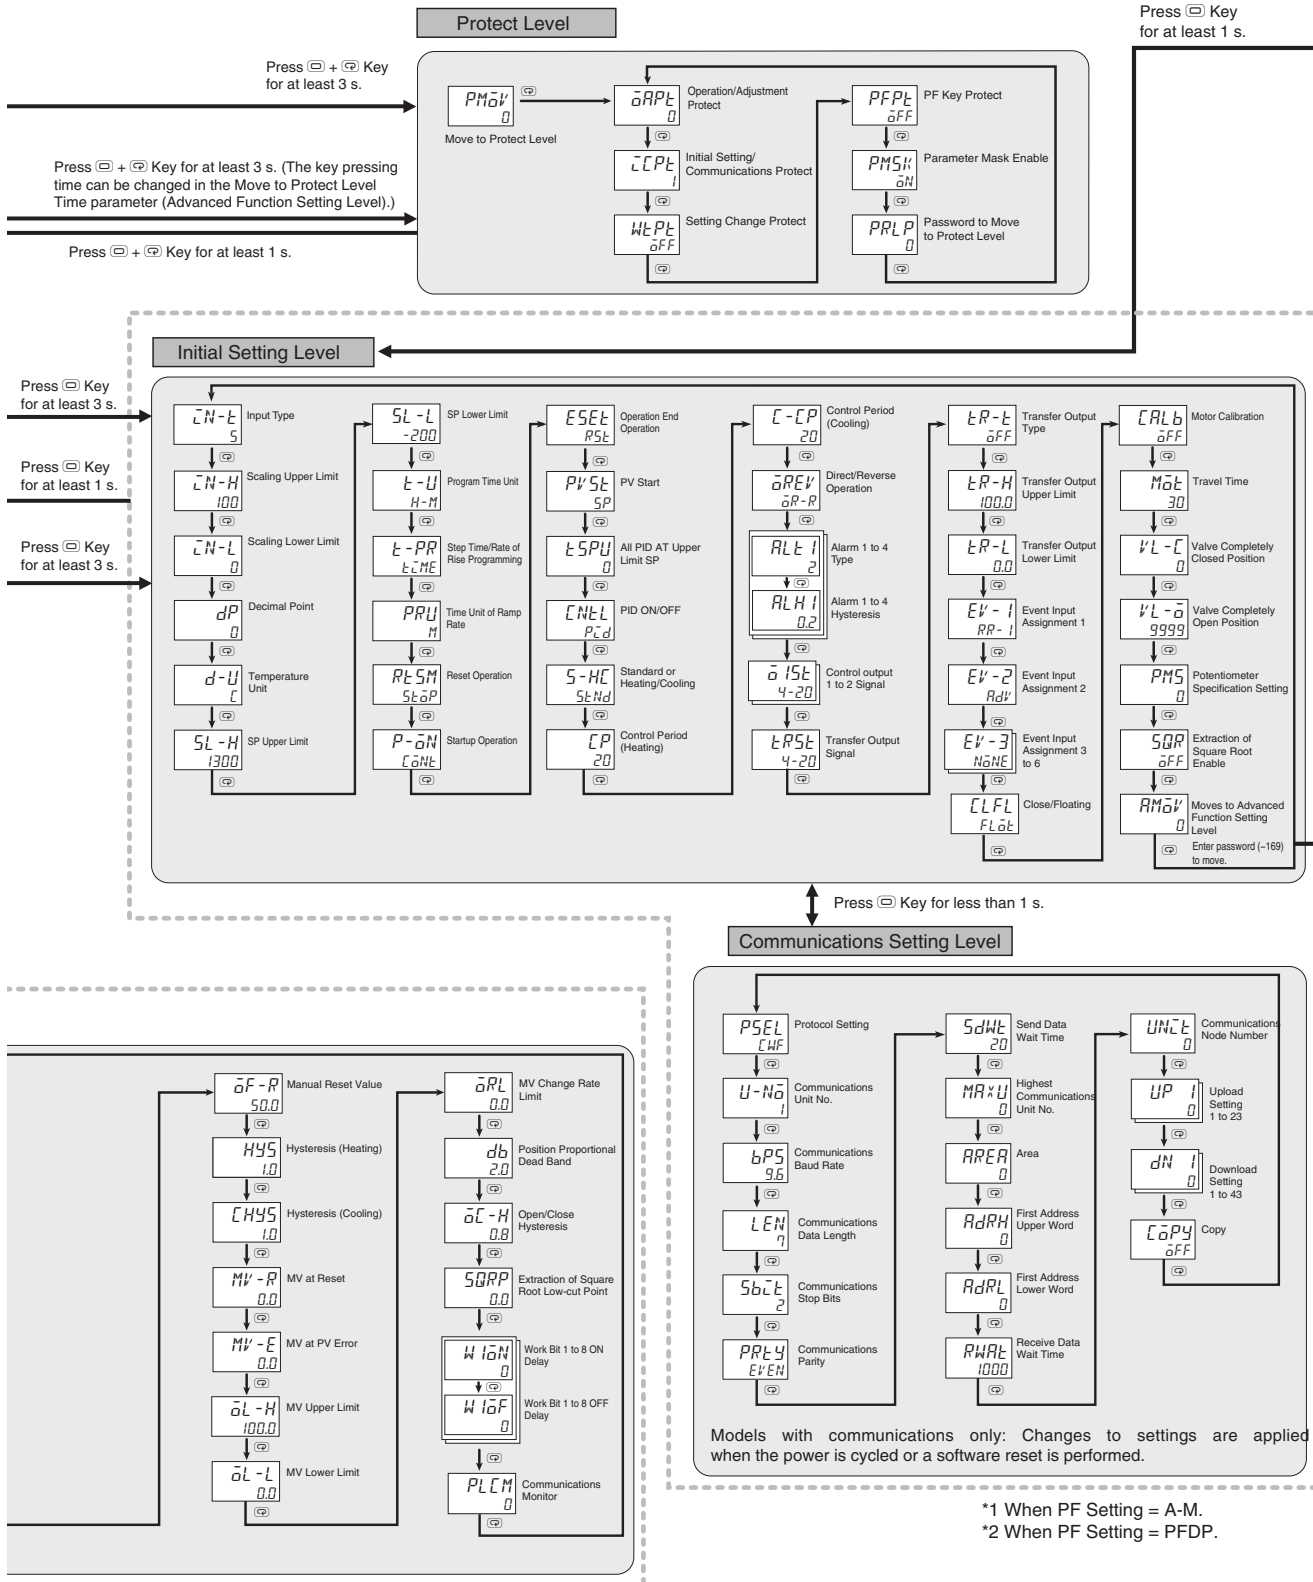 Protect Level
Press Key
for at least 1 s.
Press + Key
for at least 3 s.
PMoV
0
Move to Protect Level
oAPt
0
Operation/Adjustment
Protect
iCPt
1
Initial Setting/
Communications Protect
WtPt
oFF
Setting Change Protect
PFPt
oFF
PF Key Protect
PMSK
oN
Parameter Mask Enable
PRLP
0
Password to Move
to Protect Level
Press + Key for at least 3 s. (The key pressing
time can be changed in the Move to Protect Level
Time parameter (Advanced Function Setting Level).)
Press + Key for at least 1 s.
Initial Setting Level
Press Key
for at least 3 s.
Press Key
for at least 1 s.
Press Key
for at least 3 s.
iN-t
5
Input Type
iN-H
100
Scaling Upper Limit
iN-L
0
Scaling Lower Limit
dP
0
Decimal Point
d-U
C
Temperature
Unit
SL-H
1300
SP Upper Limit
SL-L
-200
SP Lower Limit
t-U
H-M
Program Time Unit
t-PR
tiME
Step Time/Rate of
Rise Programming
PRU
M
Time Unit of Ramp
Rate
RESM
StoP
Reset Operation
P-oN
CoNt
Startup Operation
ESEt
RSt
Operation End
Operation
PVSt
SP
PV Start
tSPU
0
All PID AT Upper
Limit SP
CNtL
Pid
PID ON/OFF
S-HC
StNd
Standard or
Heating/Cooling
CP
20
Control Period
(Heating)
C-CP
20
Control Period
(Cooling)
oREV
oR-R
Direct/Reverse
Operation
ALt1
2
Alarm 1 to 4
Type
ALH1
0.2
Alarm 1 to 4
Hysteresis
o1St
4-20
Control output
1 to 2 Signal
tRSt
4-20
Transfer Output
Signal
tR-t
oFF
Transfer Output
Type
tR-H
100.0
Transfer Output
Upper Limit
tR-L
0.0
Transfer Output
Lower Limit
EV-1
RR-1
Event Input
Assignment 1
EV-2
AdV
Event Input
Assignment 2
EV-3
NoNE
Event Input
Assignment 3
to 6
CLFL
FLot
Close/Floating
CALb
oFF
Motor Calibration
Mot
30
Travel Time
VL-C
0
Valve Completely
Closed Position
VL-o
9999
Valve Completely
Open Position
PMS
0
Potentiometer
Specification Setting
SQR
oFF
Extraction of
Square Root
Enable
AMoV
0
Moves to Advanced
Function Setting
Level
Enter password (−169)
to move.
Press Key for less than 1 s.
Communications Setting Level
PSEL
CWF
Protocol Setting
U-No
1
Communications
Unit No.
bPS
9.6
Communications
Baud Rate
LEN
7
Communications
Data Length
Sbit
2
Communications
Stop Bits
PRtY
EVEN
Communications
Parity
SdWt
20
Send Data
Wait Time
MAxU
0
Highest
Communications
Unit No.
AREA
0
Area
AdRH
0
First Address
Upper Word
AdRL
0
First Address
Lower Word
RWAt
1000
Receive Data
Wait Time
UNit
0
Communications
Node Number
UP 1
0
Upload
Setting
1 to 23
dN 1
0
Download
Setting
1 to 43
CoPY
oFF
Copy
Models with communications only: Changes to settings are applied
when the power is cycled or a software reset is performed.
oF-R
50.0
Manual Reset Value
HYS
1.0
Hysteresis (Heating)
CHYS
1.0
Hysteresis (Cooling)
MV-R
0.0
MV at Reset
MV-E
0.0
MV at PV Error
oL-H
100.0
MV Upper Limit
oL-L
0.0
MV Lower Limit
oRL
0.0
MV Change Rate
Limit
db
2.0
Position Proportional
Dead Band
oC-H
0.8
Open/Close
Hysteresis
SQRP
0.0
Extraction of Square
Root Low-cut Point
W1oN
0
Work Bit 1 to 8 ON
Delay
W1oF
0
Work Bit 1 to 8 OFF
Delay
PLCM
0
Communications
Monitor
*1 When PF Setting = A-M.
*2 When PF Setting = PFDP.